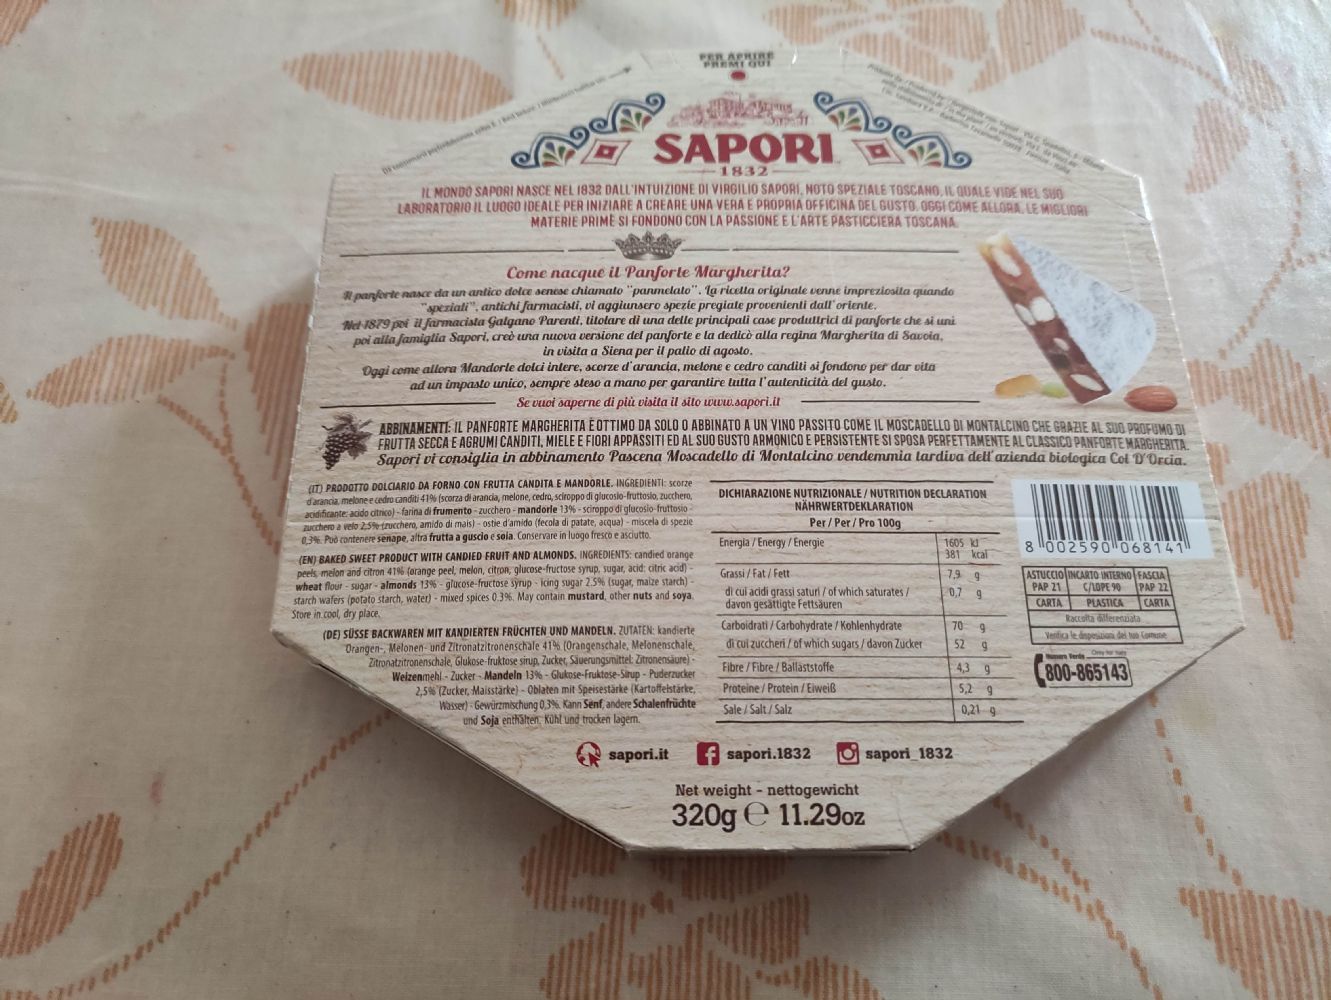 PER APRIRE
PREMI QUI
SAPORI
1832
IL MONDO SAPORI NASCE NEL 1832 DALL'INTUIZIONE DI VIRGILIO SAPORI, NOTO SPEZIALE TOSCANO, IL QUALE VIDE NEL SUO
LABORATORIO IL LUOGO IDEALE PER INIZIARE A CREARE UNA VERA E PROPRIA OFFICINA DEL GUSTO. OGGI COME ALLORA, LE MIGLIORI
MATERIE PRIME SI FONDONO CON LA PASSIONE E L'ARTE PASTICCIERA TOSCANA.
Come nacque il Panforte Margherita?
Il panforte nasce da un antico dolce senese chiamato "panmelato". La ricetta originale venne impreziosita quando
"speziali", antichi farmacisti, vi aggiunsero spezie pregiate provenienti dall'oriente.
Nel 1879 poi il farmacista Galgano Parenti, titolare di una delle principali case produttrici di panforte che si unì
poi alla famiglia Sapori, creò una nuova versione del panforte e la dedicò alla regina Margherita di Savoia,
in visita a Siena per il palio di agosto.
Oggi come allora Mandorle dolci intere, scorze d'arancia, melone e cedro canditi si fondono per dar vita
ad un impasto unico, sempre steso a mano per garantire tutta l'autenticità del gusto.
Se vuoi saperne di più visita il sito www.sapori.it
ABBINAMENTI: IL PANFORTE MARGHERITA È OTTIMO DA SOLO O ABBINATO A UN VINO PASSITO COME IL MOSCADELLO DI MONTALCINO CHE GRAZIE AL SUO PROFUMO DI
FRUTTA SECCA E AGRUMI CANDITI, MIELE E FIORI APPASSITI ED AL SUO GUSTO ARMONICO E PERSISTENTE SI SPOSA PERFETTAMENTE AL CLASSICO PANFORTE MARGHERITA.
Sapori vi consiglia in abbinamento Pascena Moscadello di Montalcino vendemmia tardiva dell'azienda biologica Col D'Orcia.
(IT) PRODOTTO DOLCIARIO DA FORNO CON FRUTTA CANDITA E MANDORLE. INGREDIENTI: scorze
d'arancia, melone e cedro canditi 41% (scorza di arancia, melone, cedro, sciroppo di glucosio-fruttosio, zucchero,
acidificante: acido citrico) - farina di frumento - zucchero - mandorle 13% - sciroppo di glucosio-fruttosio -
zucchero a velo 2,5% (zucchero, amido di mais) - ostie d'amido (fecola di patate, acqua) - miscela di spezie
0,3%. Può contenere senape, altra frutta a guscio e soia. Conservare in luogo fresco e asciutto.
(EN) BAKED SWEET PRODUCT WITH CANDIED FRUIT AND ALMONDS. INGREDIENTS: candied orange
peels, melon and citron 41% (orange peel, melon, citron, glucose-fructose syrup, sugar, acid: citric acid) -
wheat flour - sugar - almonds 13% - glucose-fructose syrup - icing sugar 2.5% (sugar, maize starch) -
starch wafers (potato starch, water) - mixed spices 0.3%. May contain mustard, other nuts and soya.
Store in cool, dry place.
(DE) SÜSSE BACKWAREN MIT KANDIERTEN FRÜCHTEN UND MANDELN. ZUTATEN: kandierte
Orangen-, Melonen- und Zitronatzitronenschale 41% (Orangenschale, Melonenschale,
Zitronatzitronenschale, Glukose-fruktose sirup, Zucker, Säuerungsmittel: Zitronensäure) -
Weizenmehl - Zucker - Mandeln 13% - Glukose-Fruktose-Sirup - Puderzucker
2,5% (Zucker, Maisstärke) - Oblaten mit Speisestärke (Kartoffelstärke,
Wasser) - Gewürzmischung 0,3%. Kann Senf, andere Schalenfrüchte
und Soja enthalten. Kühl und trocken lagern.
DICHIARAZIONE NUTRIZIONALE / NUTRITION DECLARATION
NÄHRWERTDEKLARATION
Per / Per / Pro 100g
Energia / Energy / Energie 1605 kJ
381 kcal
Grassi / Fat / Fett 7,9 g
di cui acidi grassi saturi / of which saturates /
davon gesättigte Fettsäuren 0,7 g
Carboidrati / Carbohydrate / Kohlenhydrate 70 g
di cui zuccheri / of which sugars / davon Zucker 52 g
Fibre / Fibre / Ballaststoffe 4,3 g
Proteine / Protein / Eiweiß 5,2 g
Sale / Salt / Salz 0,21 g
8 002590 068141
ASTUCCIO INCARTO INTERNO FASCIA
PAP 21 C/LDPE 90 PAP 22
CARTA PLASTICA CARTA
Raccolta differenziata
Verifica le disposizioni del tuo Comune
Numero Verde Only for Italy
800-865143
sapori.it sapori.1832 sapori_1832
Net weight - nettogewicht
320g e 11.29oz